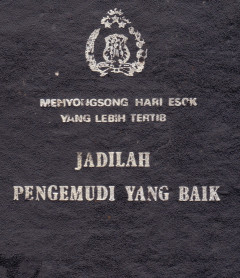 MENYONGSONG HARI ESOK
YANG LEBIH TERTIB
JADILAH
PENGEMUDI YANG BAIK